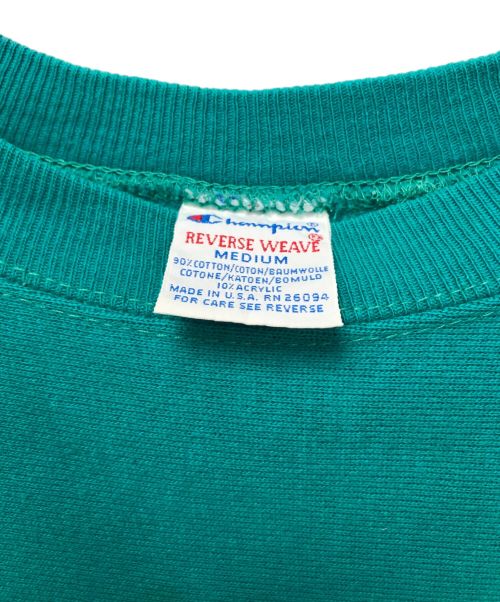 Champion®
REVERSE WEAVE®
MEDIUM
90% COTTON/COTON/BAUMWOLLE
COTONE/KATOEN/BOMULD
10% ACRYLIC
MADE IN U.S.A. RN 26094
FOR CARE SEE REVERSE